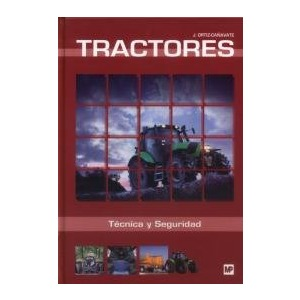 J. ORTIZ-CAÑAVATE
TRACTORES
Técnica y Seguridad
MP